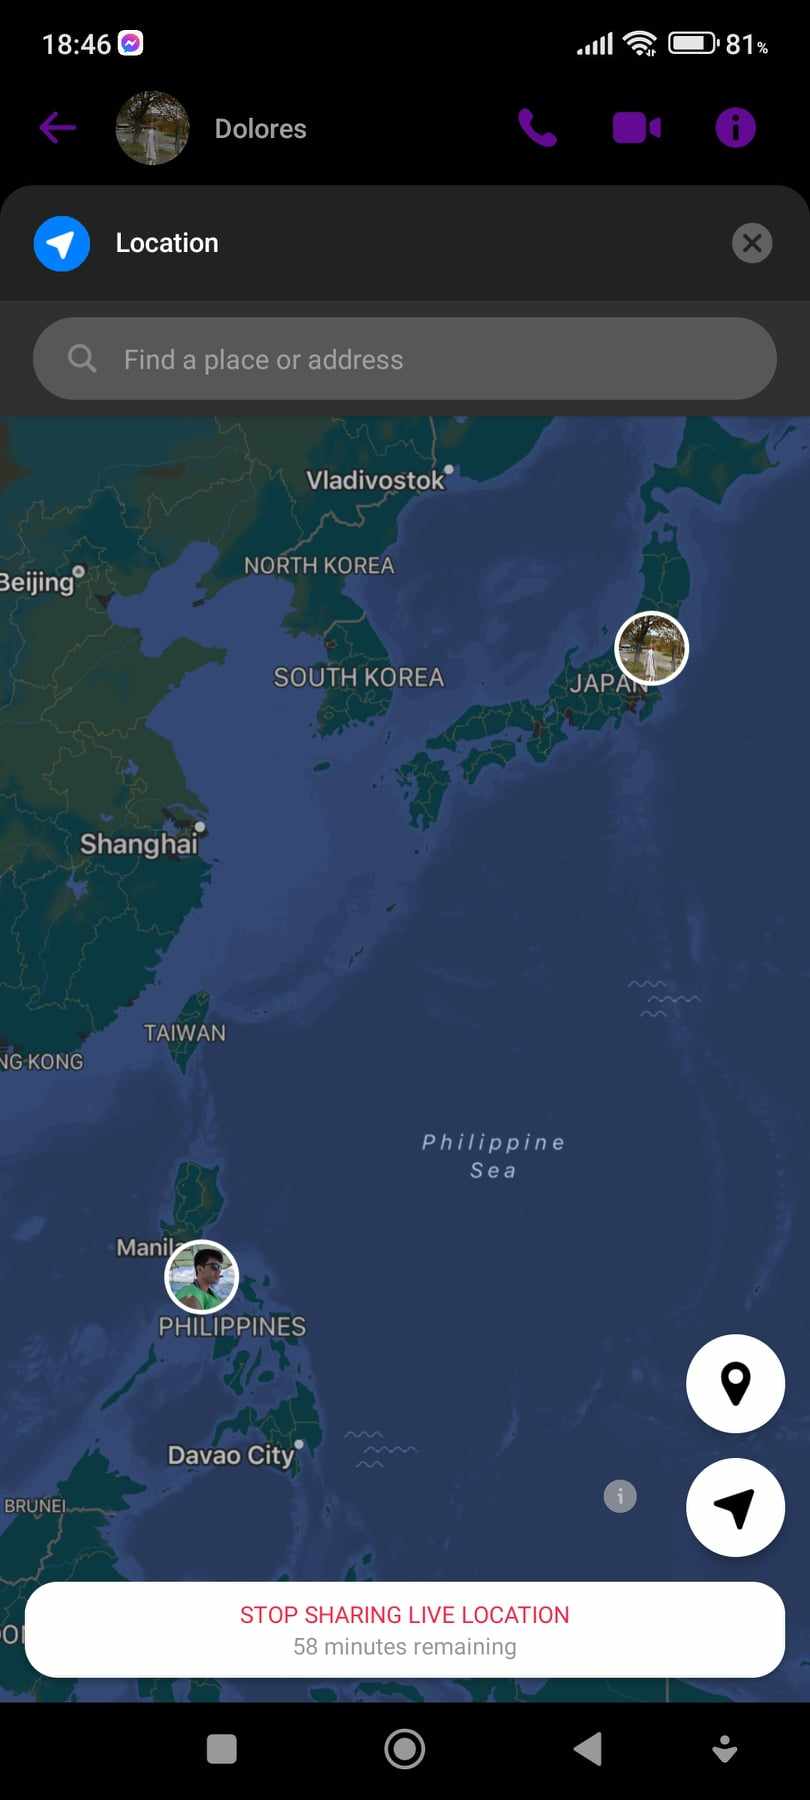 18:46
81%
Dolores
Location
Find a place or address
Vladivostok
NORTH KOREA
Beijing
SOUTH KOREA
JAPAN
Shanghai
TAIWAN
NG KONG
Philippine
Sea
Manila
PHILIPPINES
Davao City
BRUNEI
STOP SHARING LIVE LOCATION
58 minutes remaining